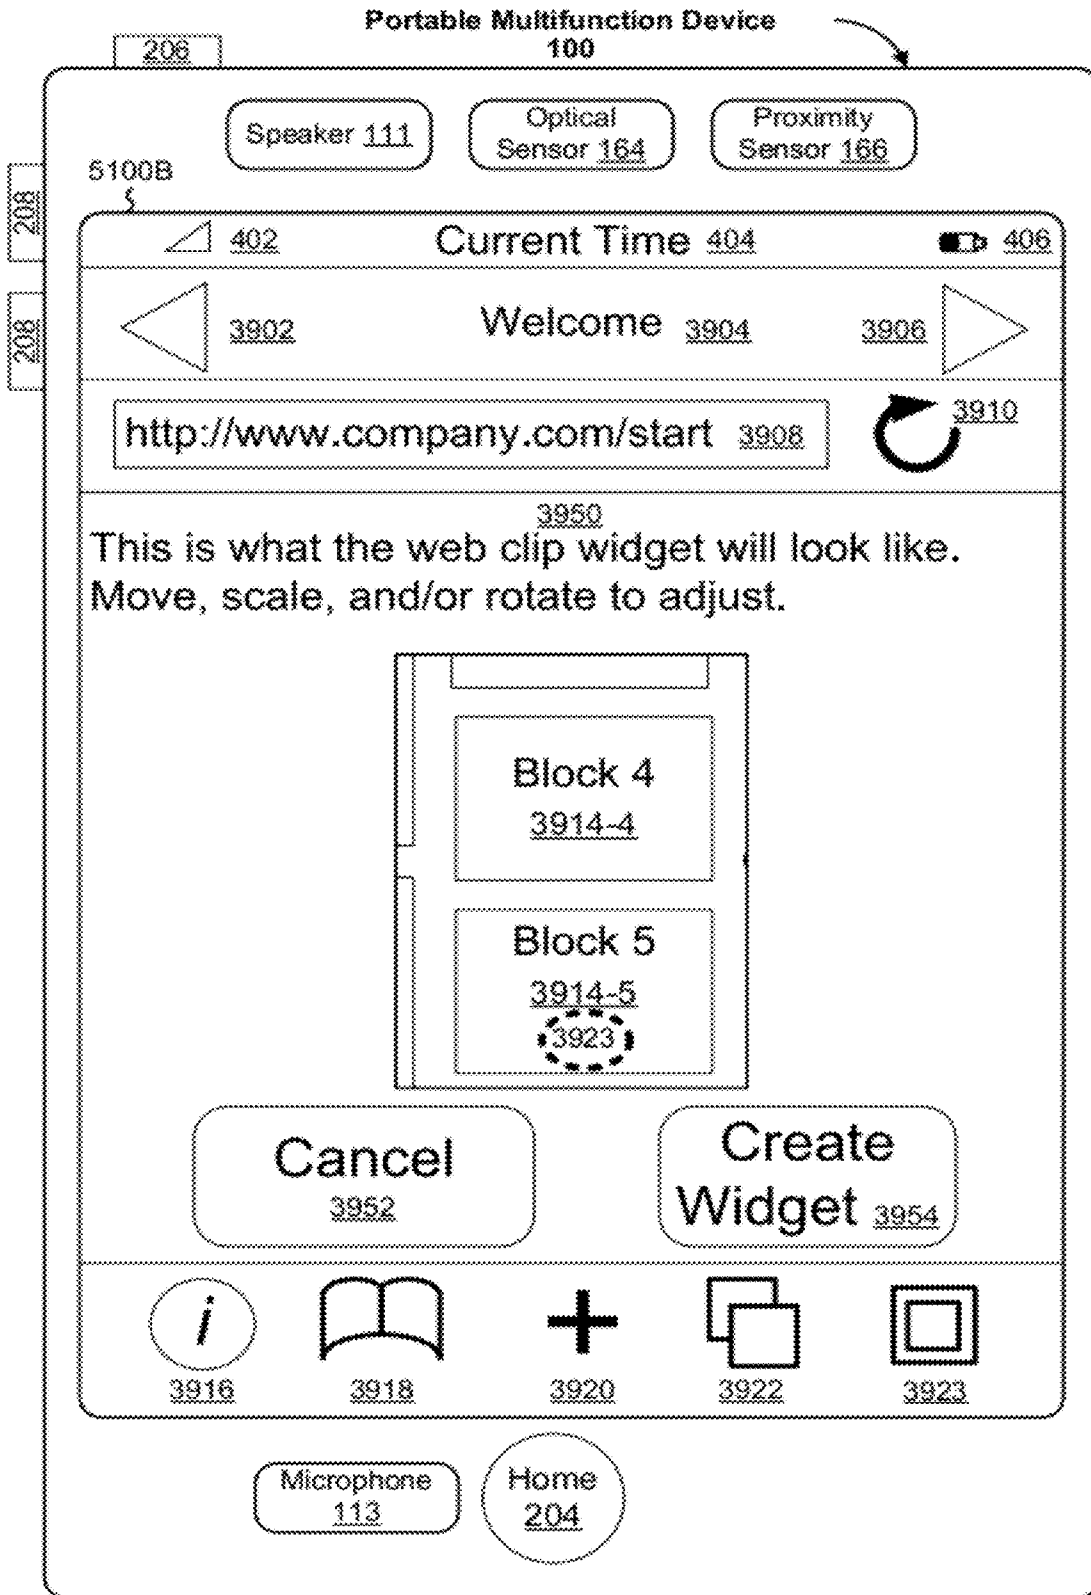 Portable Multifunction Device
100
206
Speaker 111
Optical
Sensor 164
Proximity
Sensor 166
5100B
208
208
402
Current Time 404
406
3902
Welcome 3904
3906
http://www.company.com/start 3908
3910
3950
This is what the web clip widget will look like.
Move, scale, and/or rotate to adjust.
Block 4
3914-4
Block 5
3914-5
3923
Cancel
3952
Create
Widget 3954
i
3916
3918
3920
3922
3923
Microphone
113
Home
204